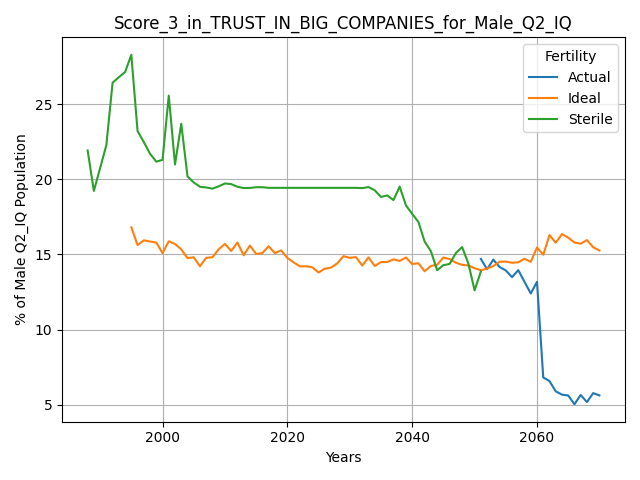 Score_3_in_TRUST_IN_BIG_COMPANIES_for_Male_Q2_IQ
Fertility
Actual
Ideal
Sterile
% of Male Q2_IQ Population
25
20
15
10
5
2000 2020 2040 2060
Years